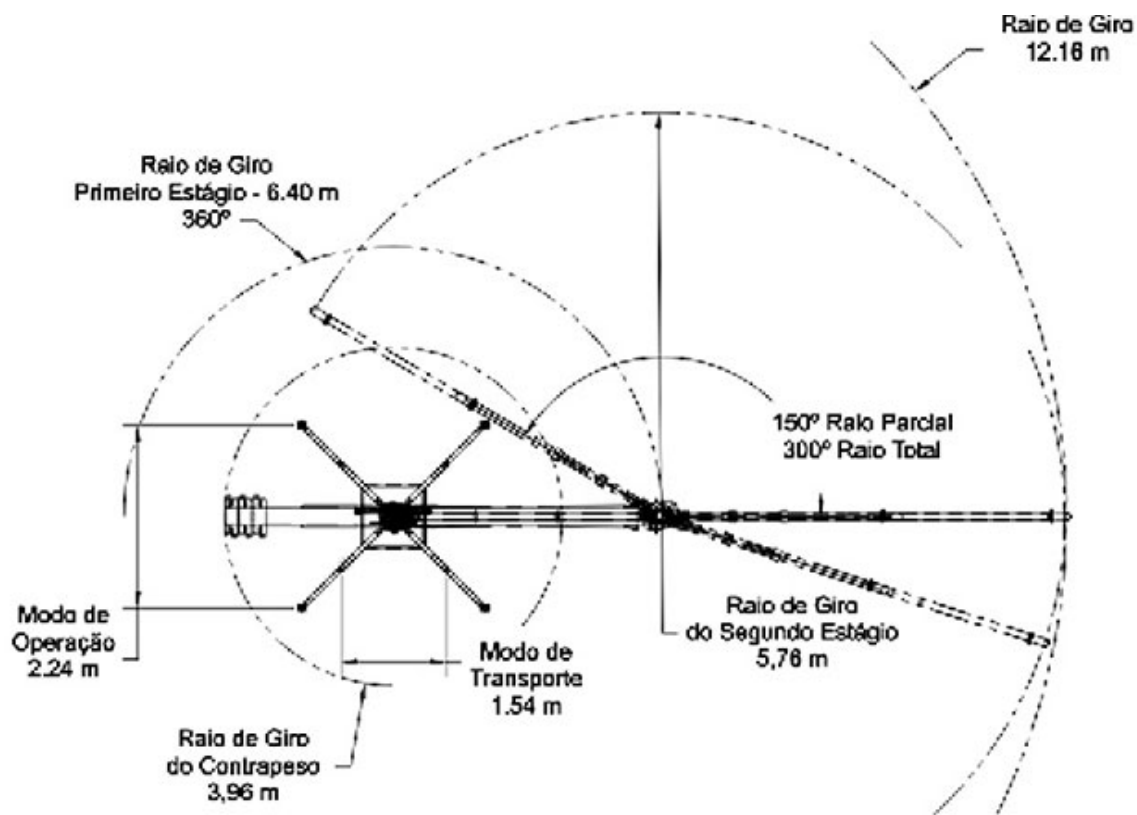 Raio de Giro
12.16 m
Raio de Giro
Primeiro Estágio - 6.40 m
360º
150º Raio Parcial
300º Raio Total
Modo de
Operação
2.24 m
Modo de
Transporte
1.54 m
Raio de Giro
do Segundo Estágio
5,76 m
Raio de Giro
do Contrapeso
3,96 m